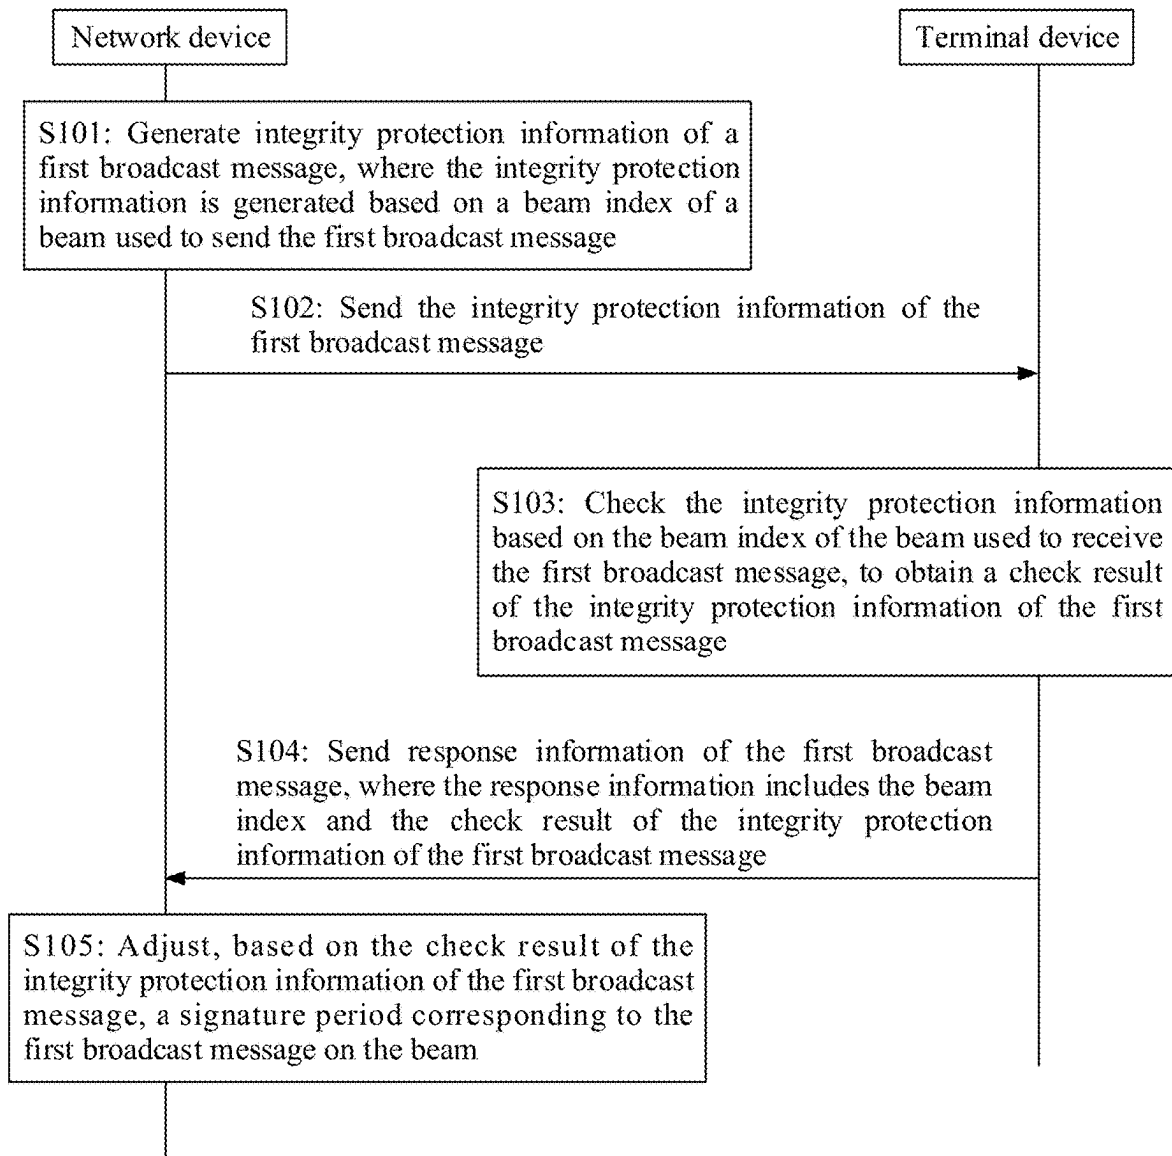 Network device
Terminal device
S101: Generate integrity protection information of a
first broadcast message, where the integrity protection
information is generated based on a beam index of a
beam used to send the first broadcast message
S102: Send the integrity protection information of the
first broadcast message
S103: Check the integrity protection information
based on the beam index of the beam used to receive
the first broadcast message, to obtain a check result
of the integrity protection information of the first
broadcast message
S104: Send response information of the first broadcast
message, where the response information includes the beam
index and the check result of the integrity protection
information of the first broadcast message
S105: Adjust, based on the check result of the
integrity protection information of the first broadcast
message, a signature period corresponding to the
first broadcast message on the beam